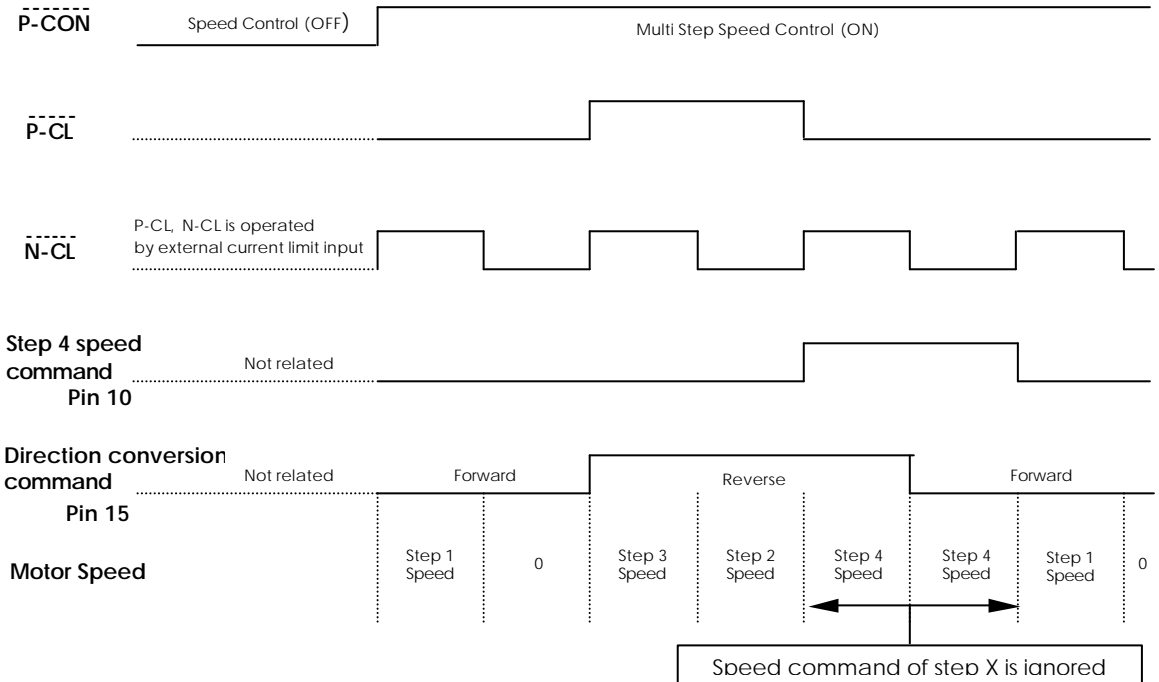 P-CON
Speed Control (OFF)
Multi Step Speed Control (ON)
P-CL
N-CL
P-CL, N-CL is operated
by external current limit input
Step 4 speed
command
Pin 10
Not related
Direction conversion
command
Pin 15
Not related
Forward
Reverse
Forward
Motor Speed
Step 1
Speed
0
Step 3
Speed
Step 2
Speed
Step 4
Speed
Step 4
Speed
Step 1
Speed
0
Speed command of step X is ignored